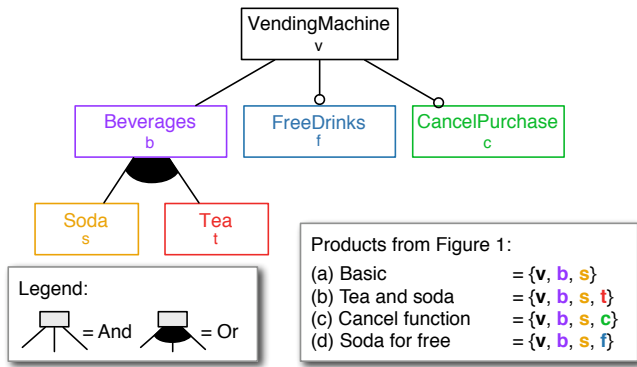 VendingMachine
v
Beverages
b
FreeDrinks
f
CancelPurchase
c
Soda
s
Tea
t
Legend:
= And
= Or
Products from Figure 1:
(a) Basic = {v, b, s}
(b) Tea and soda = {v, b, s, t}
(c) Cancel function = {v, b, s, c}
(d) Soda for free = {v, b, s, f}